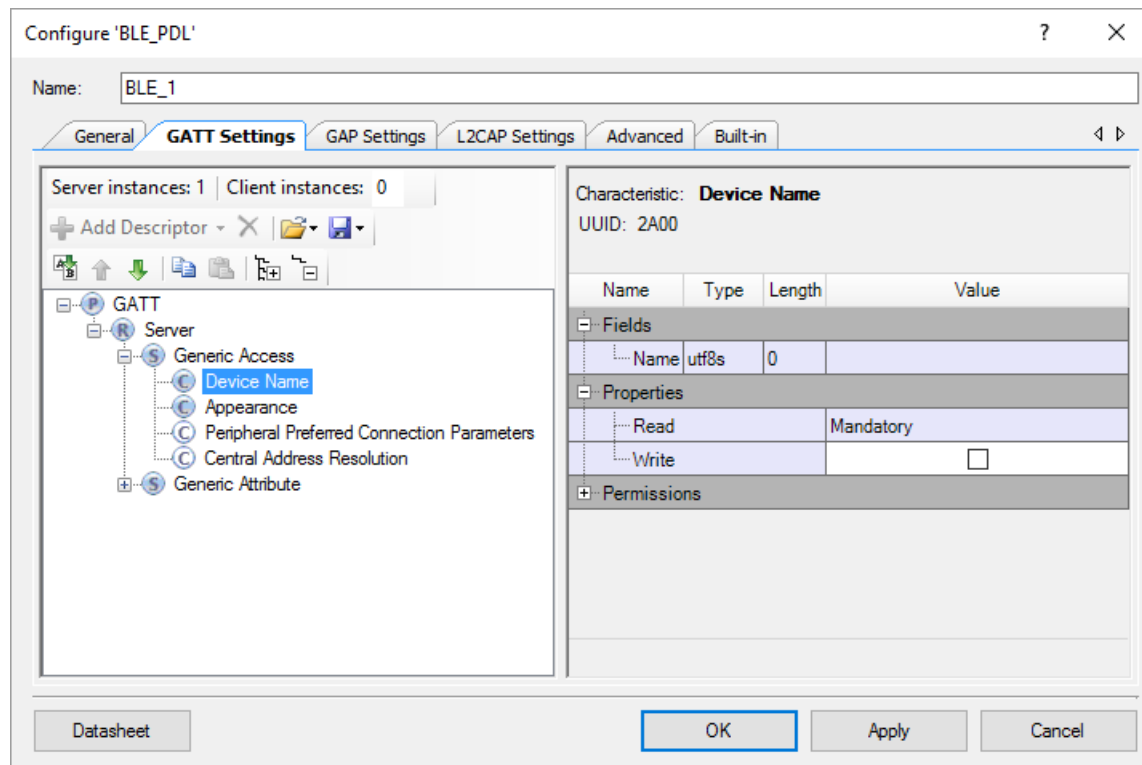 Configure 'BLE_PDL'
?
Name: BLE_1
General GATT Settings GAP Settings L2CAP Settings Advanced Built-in
Server instances: 1 Client instances: 0
Add Descriptor
GATT
Server
Generic Access
Device Name
Appearance
Peripheral Preferred Connection Parameters
Central Address Resolution
Generic Attribute
Characteristic: Device Name
UUID: 2A00
Name Type Length Value
Fields
Name utf8s 0
Properties
Read Mandatory
Write
Permissions
Datasheet OK Apply Cancel